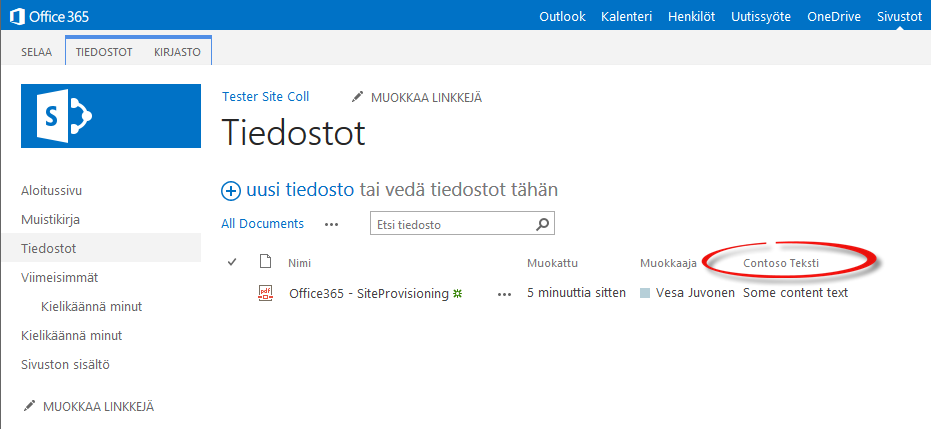 Office 365 Outlook Kalenteri Henkilöt Uutissyöte OneDrive Sivustot
SELAA TIEDOSTOT KIRJASTO
S
Tester Site Coll MUOKKAA LINKKEJÄ
Tiedostot
uusi tiedosto tai vedä tiedostot tähän
All Documents ••• Etsi tiedosto
Nimi Muokattu Muokkaaja Contoso Teksti
pdf Office365 - SiteProvisioning ••• 5 minuuttia sitten Vesa Juvonen Some content text
Aloitussivu
Muistikirja
Tiedostot
Viimeisimmät
Kielikäännä minut
Kielikäännä minut
Sivuston sisältö
MUOKKAA LINKKEJÄ